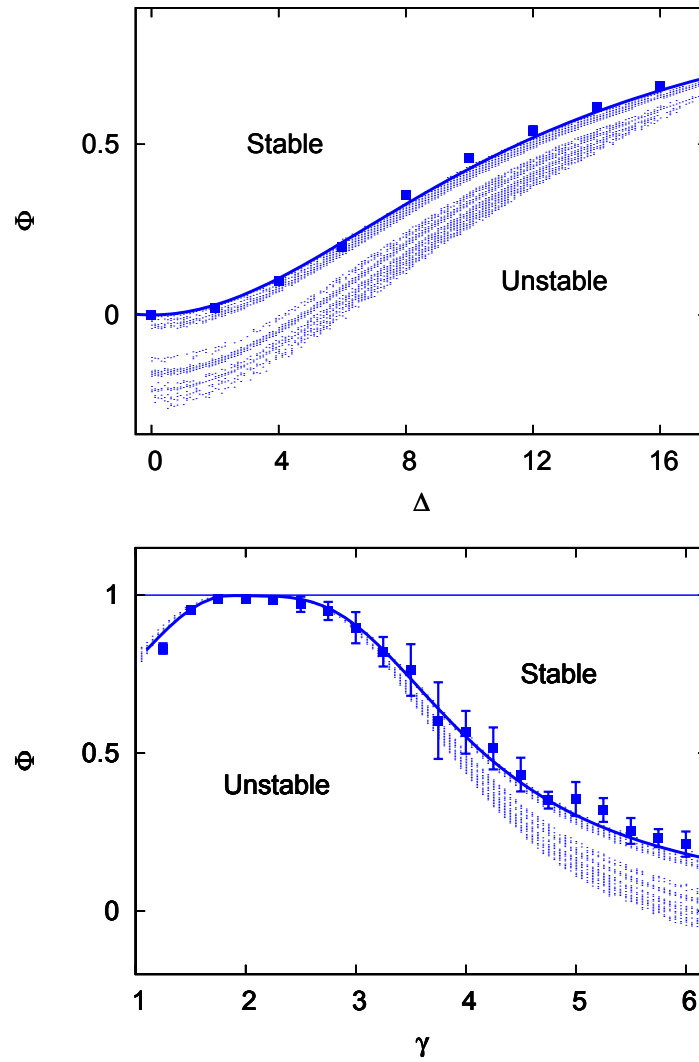 Stable
0.5
Φ
Unstable
0
0 4 8 12 16
Δ
1
Stable
Φ
0.5
Unstable
0
1 2 3 4 5 6
γ